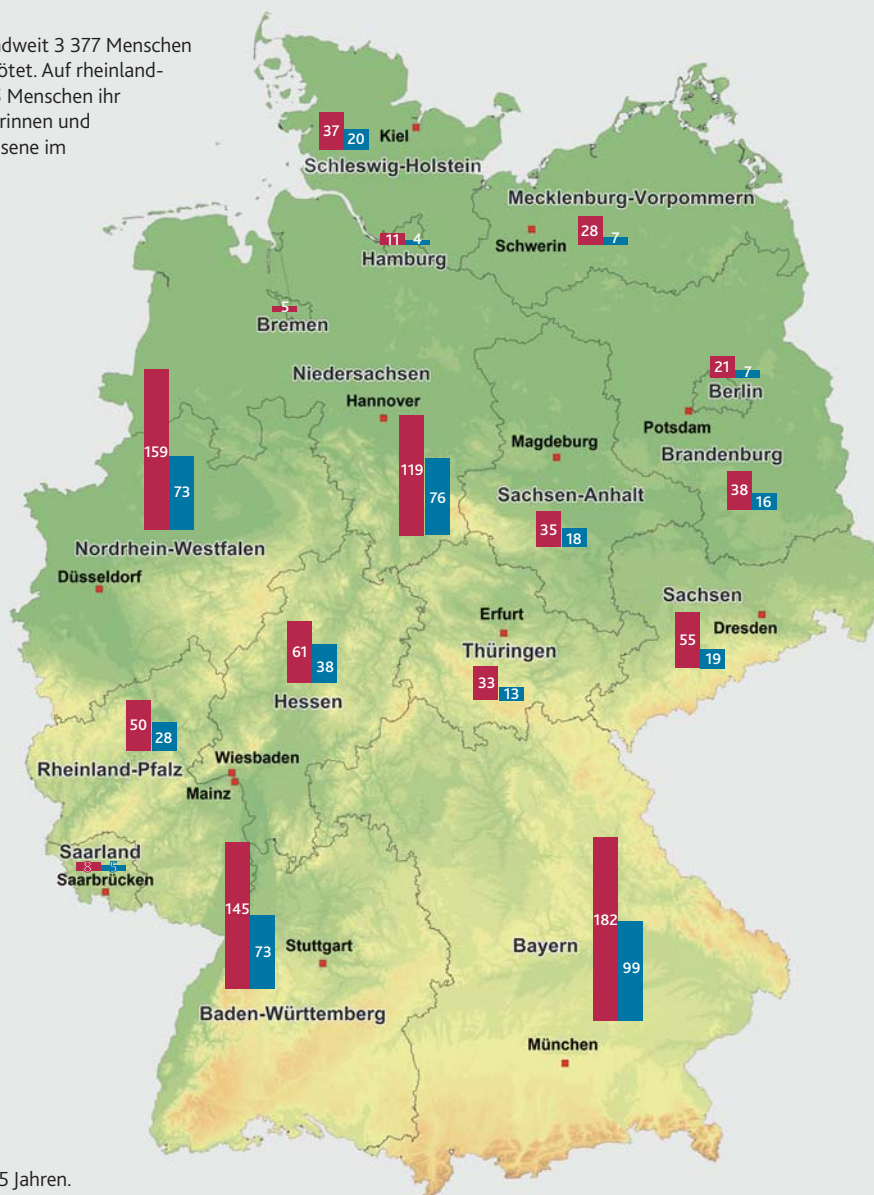 ndweit 3 377 Menschen
ötet. Auf rheinland-
Menschen ihr
rinnen und
sene im
37
20
Kiel
Schleswig-Holstein
Mecklenburg-Vorpommern
28
7
Schwerin
11
4
Hamburg
5
Bremen
Niedersachsen
Hannover
119
76
21
7
Berlin
Potsdam
Brandenburg
38
16
159
73
Nordrhein-Westfalen
Düsseldorf
Magdeburg
Sachsen-Anhalt
35
18
Sachsen
Dresden
55
19
Erfurt
Thüringen
33
13
61
38
Hessen
50
28
Rheinland-Pfalz
Wiesbaden
Mainz
Saarland
8
5
Saarbrücken
145
73
Stuttgart
Baden-Württemberg
182
99
Bayern
München
5 Jahren.